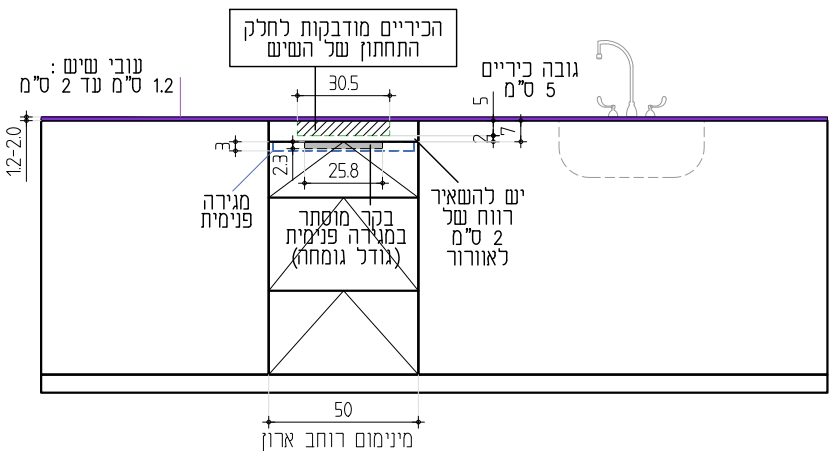 הכיריים מודבקות לחלק
התחתון של השיש
עובי שיש :
1.2 ס"מ עד 2 ס"מ
גובה כיריים
5 ס"מ
30.5
5
2
7
1.2-2.0
3
2.3
25.8
מגירה
פנימית
בקר מוסתר
במגירה פנימית
(גודל גומחה)
יש להשאיר
רווח של
2 ס"מ
לאוורור
50
מינימום רוחב ארון